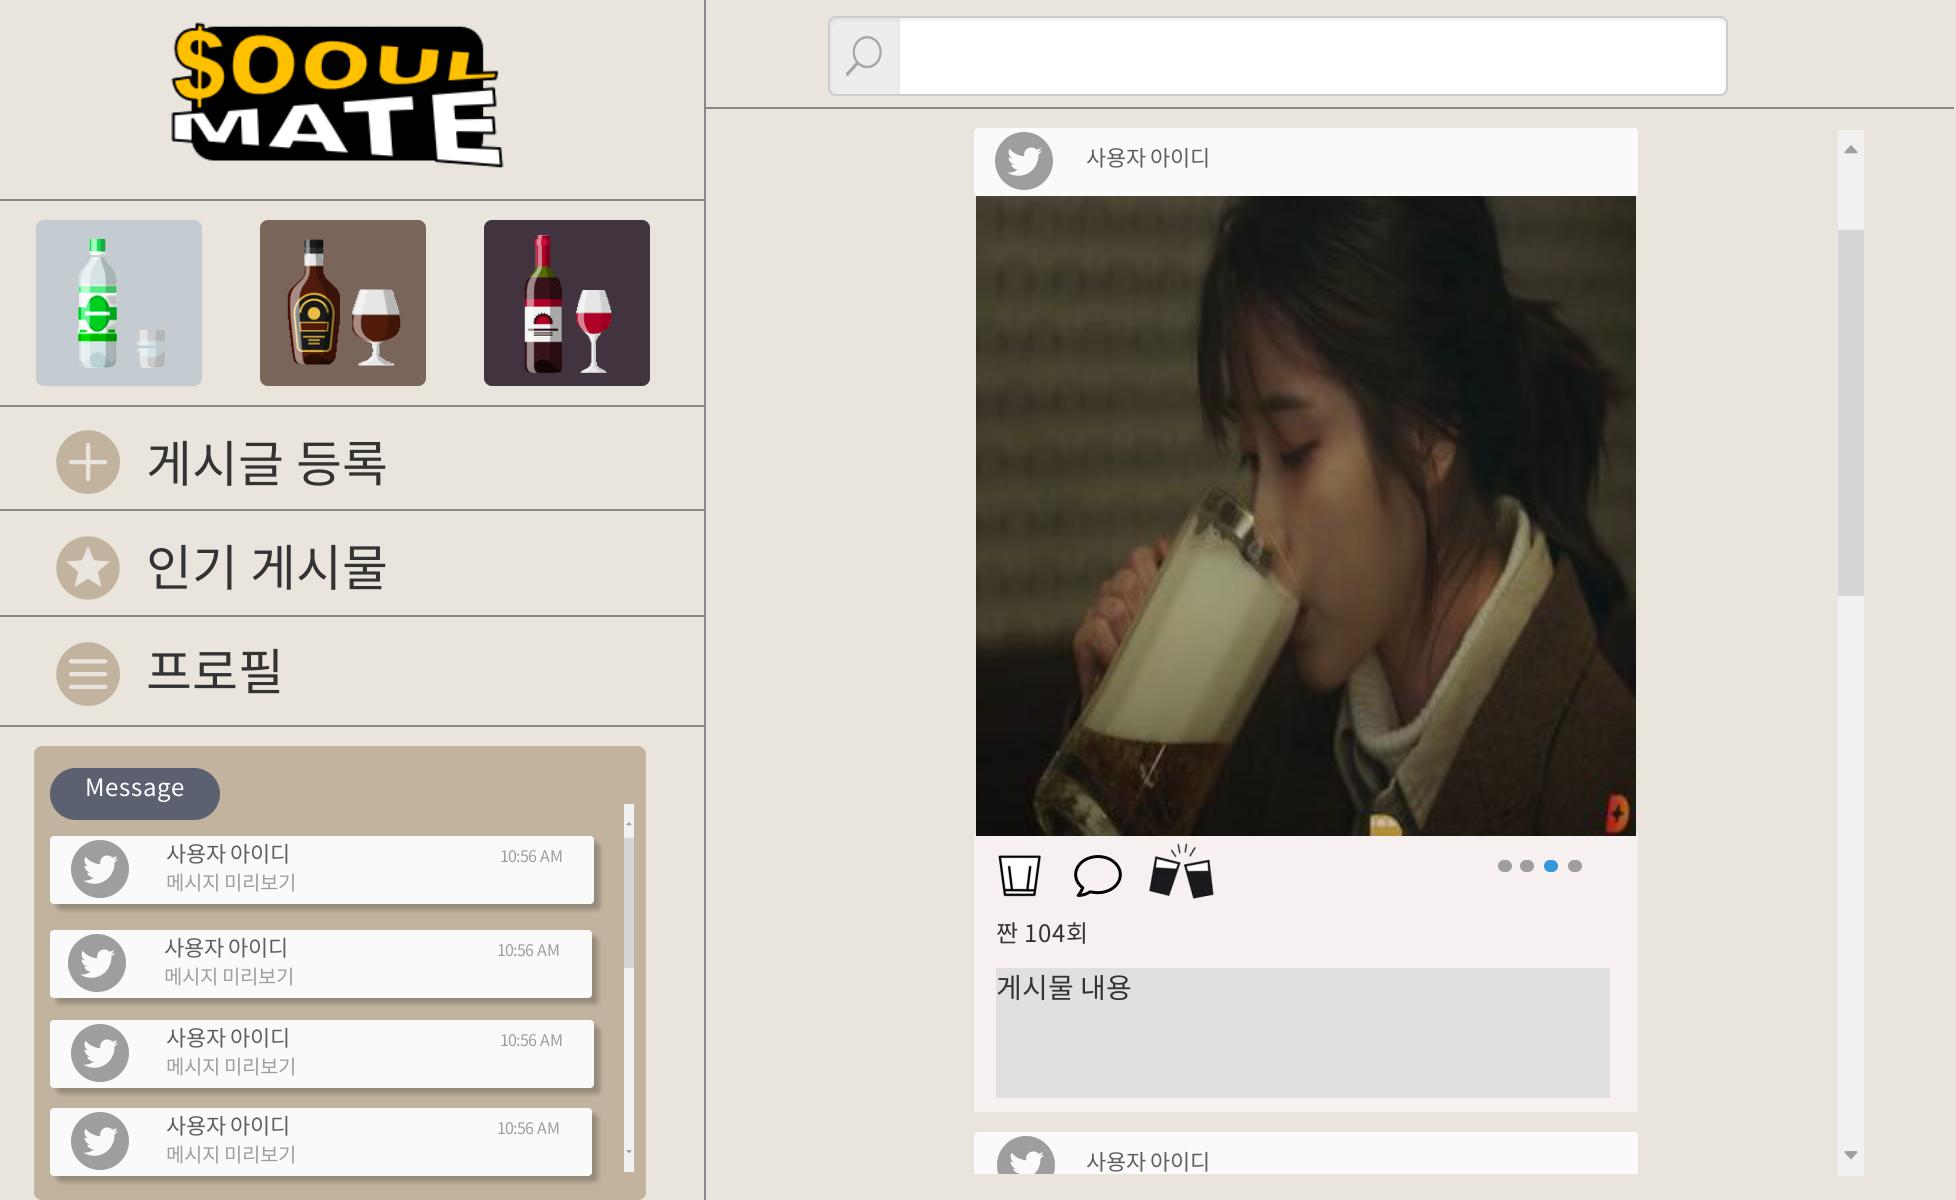 $OOUL
MATE
게시글 등록
인기 게시물
프로필
Message
사용자 아이디
10:56 AM
메시지 미리보기
사용자 아이디
10:56 AM
메시지 미리보기
사용자 아이디
10:56 AM
메시지 미리보기
사용자 아이디
10:56 AM
메시지 미리보기
사용자 아이디
짠 104회
게시물 내용
사용자 아이디